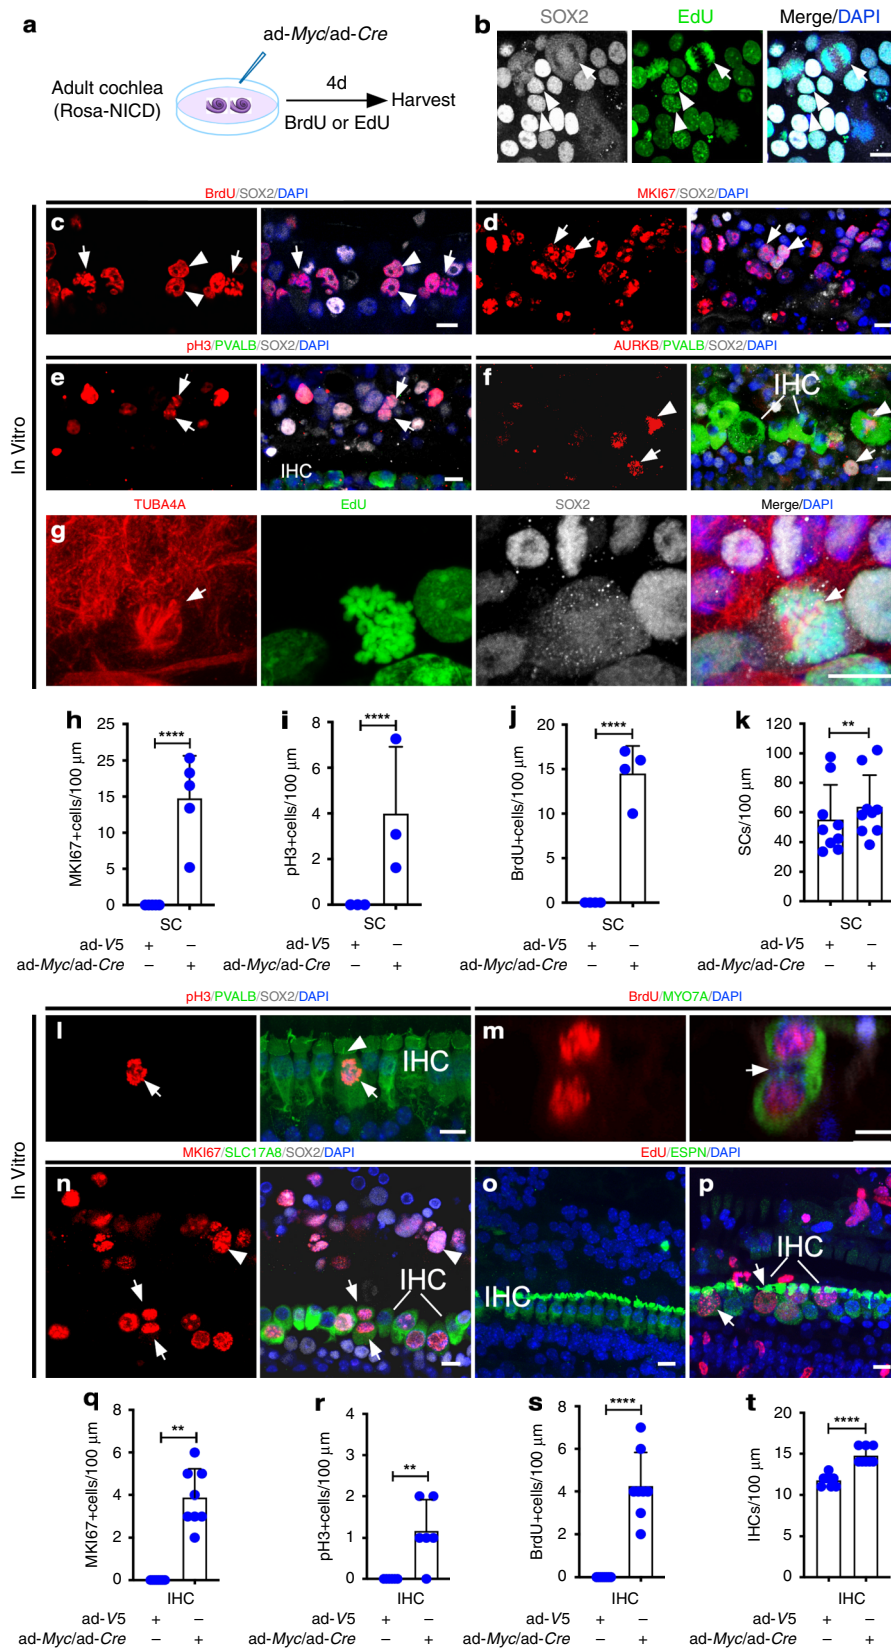 a
ad-Myc/ad-Cre
Adult cochlea
(Rosa-NICD)
4d
BrdU or EdU
Harvest
b
SOX2
EdU
Merge/DAPI
In Vitro
BrdU/SOX2/DAPI
MKI67/SOX2/DAPI
c
d
pH3/PVALB/SOX2/DAPI
AURKB/PVALB/SOX2/DAPI
e
IHC
f
IHC
TUBA4A
EdU
SOX2
Merge/DAPI
g
h
MKI67+cells/100 µm
25
20
15
10
5
0
****
SC
i
pH3+cells/100 µm
8
6
4
2
0
****
SC
j
BrdU+cells/100 µm
20
15
10
5
0
****
SC
k
SCs/100 µm
120
100
80
60
40
20
0
**
SC
ad-V5 + –
ad-Myc/ad-Cre – +
ad-V5 + –
ad-Myc/ad-Cre – +
ad-V5 + –
ad-Myc/ad-Cre – +
ad-V5 + –
ad-Myc/ad-Cre – +
In Vitro
pH3/PVALB/SOX2/DAPI
BrdU/MYO7A/DAPI
l
IHC
m
MKI67/SLC17A8/SOX2/DAPI
EdU/ESPN/DAPI
n
IHC
o
IHC
p
IHC
q
MKI67+cells/100 µm
8
6
4
2
0
**
IHC
r
pH3+cells/100 µm
4
3
2
1
0
**
IHC
s
BrdU+cells/100 µm
8
6
4
2
0
****
IHC
t
IHCs/100 µm
20
15
10
5
0
****
IHC
ad-V5 + –
ad-Myc/ad-Cre – +
ad-V5 + –
ad-Myc/ad-Cre – +
ad-V5 + –
ad-Myc/ad-Cre – +
ad-V5 + –
ad-Myc/ad-Cre – +